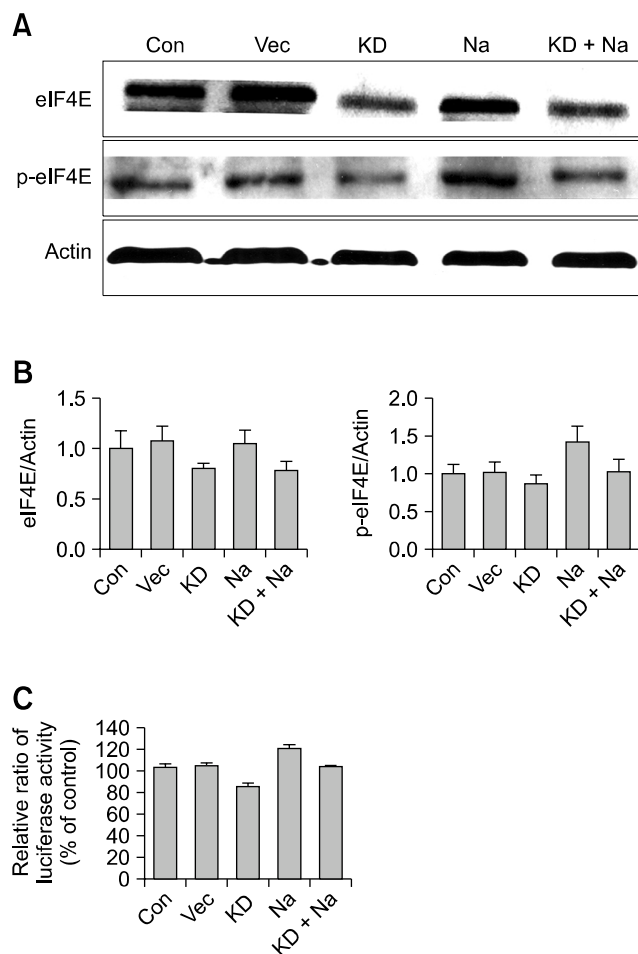 A
Con Vec KD Na KD + Na
eIF4E
p-eIF4E
Actin
B
eIF4E/Actin
1.5
1.0
0.5
0.0
Con Vec KD Na KD + Na
p-eIF4E/Actin
2.0
1.5
1.0
0.5
0.0
Con Vec KD Na KD + Na
C
Relative ratio of
luciferase activity
(% of control)
140
120
100
80
60
40
20
0
Con Vec KD Na KD + Na